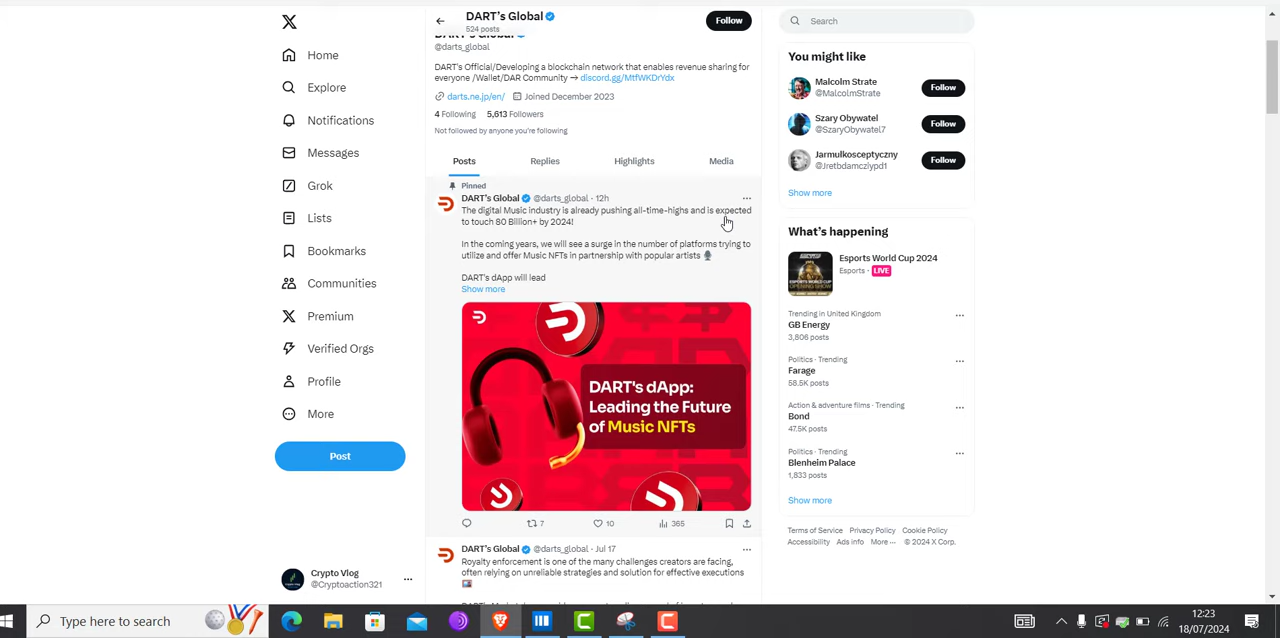 DART's Global
524 posts
Follow
DART's Global
@darts_global
DART's Official/Developing a blockchain network that enables revenue sharing for
everyone /Wallet/DAR Community → discord.gg/MtfWKDrYdx
darts.ne.jp/en/ Joined December 2023
4 Following 5,613 Followers
Not followed by anyone you're following
Posts Replies Highlights Media
Home
Explore
Notifications
Messages
Grok
Lists
Bookmarks
Communities
Premium
Verified Orgs
Profile
More
Post
Crypto Vlog
@Cryptoaction321
Pinned
DART's Global @darts_global · 12h
The digital Music industry is already pushing all-time-highs and is expected
to touch 80 Billion+ by 2024!
In the coming years, we will see a surge in the number of platforms trying to
utilize and offer Music NFTs in partnership with popular artists
DART's dApp will lead
Show more
DART's dApp:
Leading the Future
of Music NFTs
7 10 365
DART's Global @darts_global · Jul 17
Royalty enforcement is one of the many challenges creators are facing,
often relying on unreliable strategies and solution for effective executions
Search
You might like
Malcolm Strate
@MalcolmStrate
Follow
Szary Obywatel
@SzaryObywatel7
Follow
Jarmulkosceptyczny
@Jretbdamcziypd1
Follow
Show more
What's happening
Esports World Cup 2024
Esports · LIVE
Trending in United Kingdom
GB Energy
3,806 posts
Politics · Trending
Farage
58.5K posts
Action & adventure films · Trending
Bond
47.5K posts
Politics · Trending
Blenheim Palace
1,833 posts
Show more
Terms of Service Privacy Policy Cookie Policy
Accessibility Ads info More ··· © 2024 X Corp.
Type here to search
12:23
18/07/2024